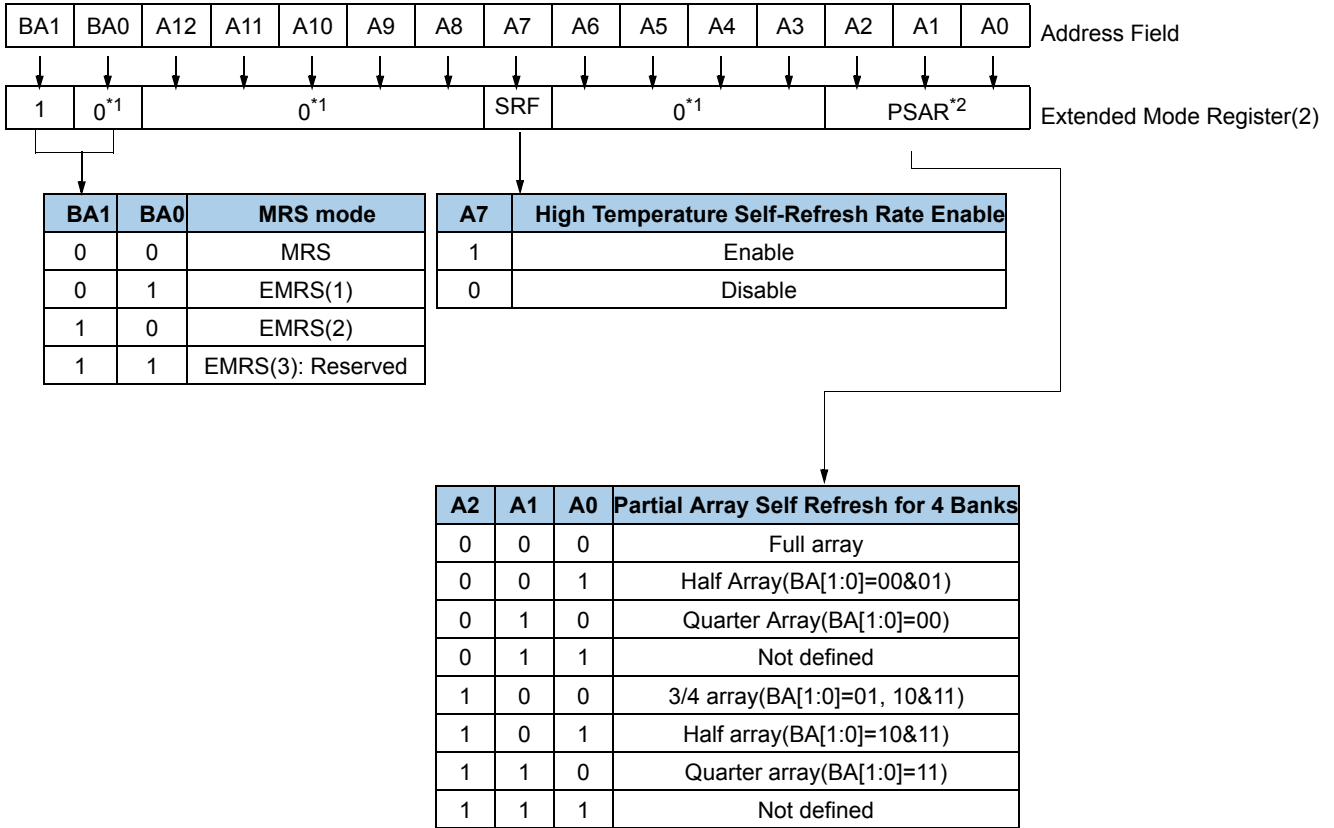 BA1 BA0 A12 A11 A10 A9 A8 A7 A6 A5 A4 A3 A2 A1 A0 Address Field
1 0*1 0*1 SRF 0*1 PSAR*2 Extended Mode Register(2)
BA1 BA0 MRS mode
0 0 MRS
0 1 EMRS(1)
1 0 EMRS(2)
1 1 EMRS(3): Reserved
A7 High Temperature Self-Refresh Rate Enable
1 Enable
0 Disable
A2 A1 A0 Partial Array Self Refresh for 4 Banks
0 0 0 Full array
0 0 1 Half Array(BA[1:0]=00&01)
0 1 0 Quarter Array(BA[1:0]=00)
0 1 1 Not defined
1 0 0 3/4 array(BA[1:0]=01, 10&11)
1 0 1 Half array(BA[1:0]=10&11)
1 1 0 Quarter array(BA[1:0]=11)
1 1 1 Not defined